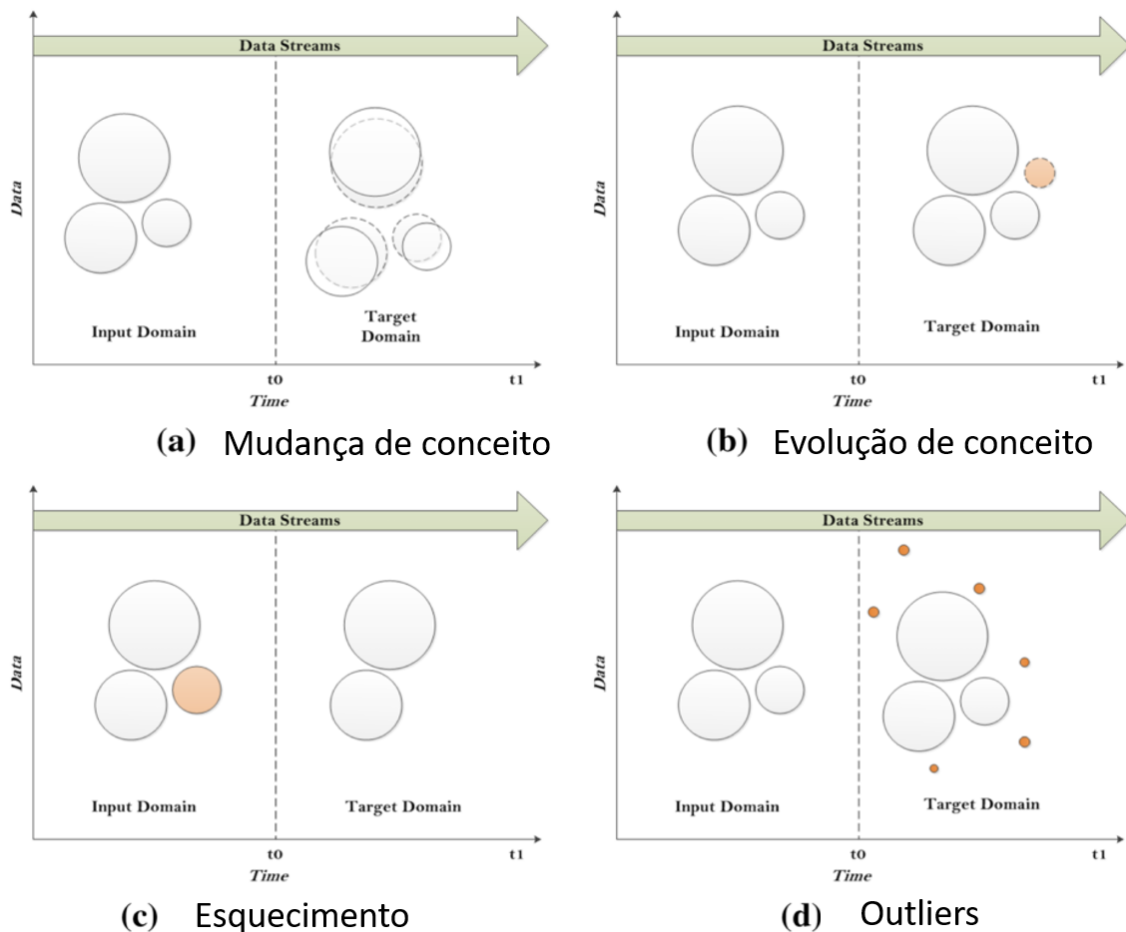 Data Streams
Data
Input Domain
Target
Domain
t0
t1
Time
(a) Mudança de conceito
Data Streams
Data
Input Domain
Target Domain
t0
t1
Time
(b) Evolução de conceito
Data Streams
Data
Input Domain
Target Domain
t0
t1
Time
(c) Esquecimento
Data Streams
Data
Input Domain
Target Domain
t0
t1
Time
(d) Outliers